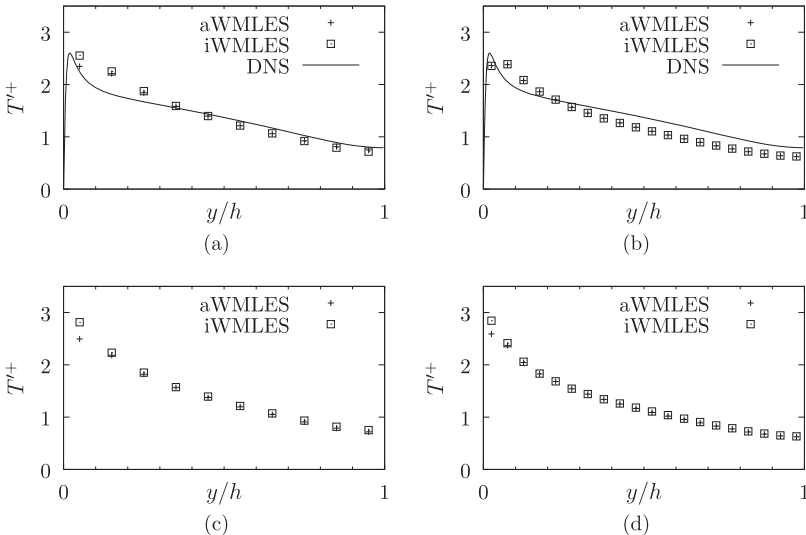 aWMLES
iWMLES
DNS
3
2
1
0
T′+
0
y/h
1
(a)
aWMLES
iWMLES
DNS
3
2
1
0
T′+
0
y/h
1
(b)
aWMLES
iWMLES
3
2
1
0
T′+
0
y/h
1
(c)
aWMLES
iWMLES
3
2
1
0
T′+
0
y/h
1
(d)